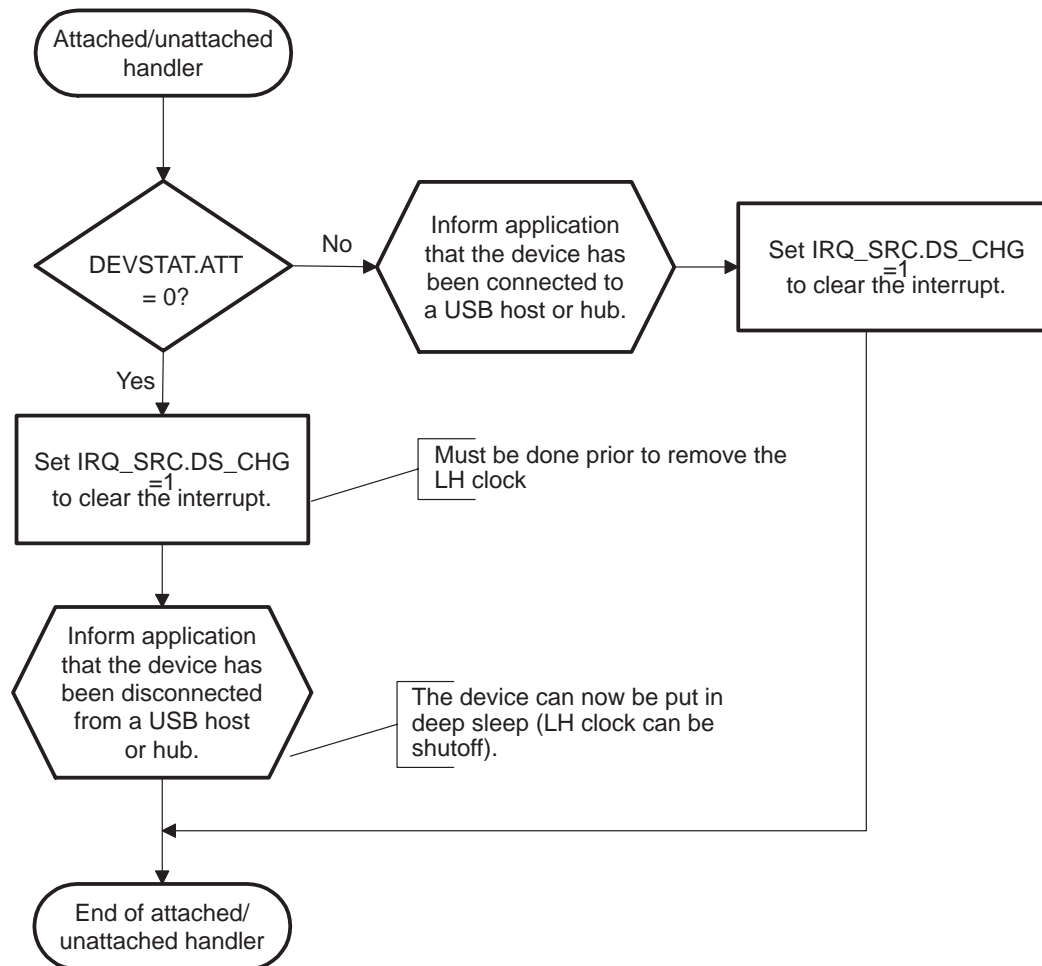 Attached/unattached
handler
DEVSTAT.ATT
= 0?
No
Inform application
that the device has
been connected to
a USB host or hub.
Set IRQ_SRC.DS_CHG
=1
to clear the interrupt.
Yes
Set IRQ_SRC.DS_CHG
=1
to clear the interrupt.
Must be done prior to remove the
LH clock
Inform application
that the device has
been disconnected
from a USB host
or hub.
The device can now be put in
deep sleep (LH clock can be
shutoff).
End of attached/
unattached handler